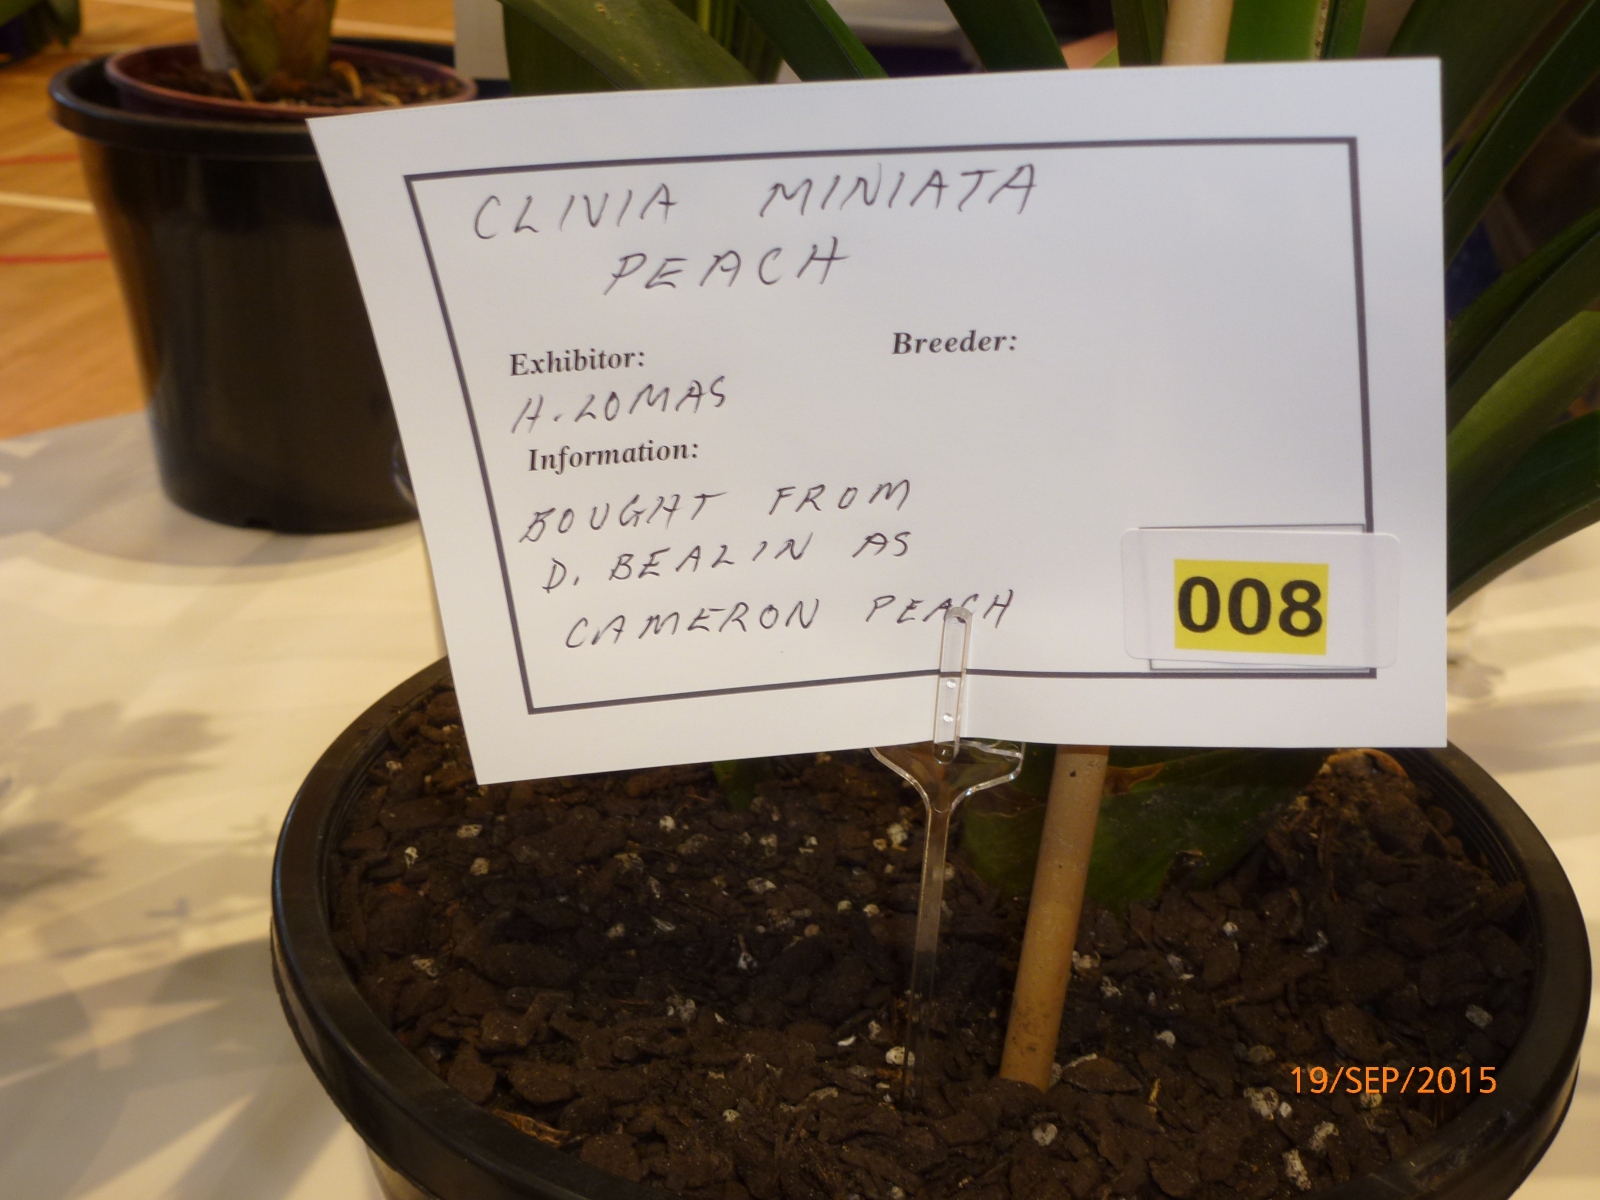 CLIVIA MINIATA
PEACH
Exhibitor:
Breeder:
H. LOMAS
Information:
BOUGHT FROM
D. BEALIN AS
CAMERON PEACH
008
19/SEP/2015